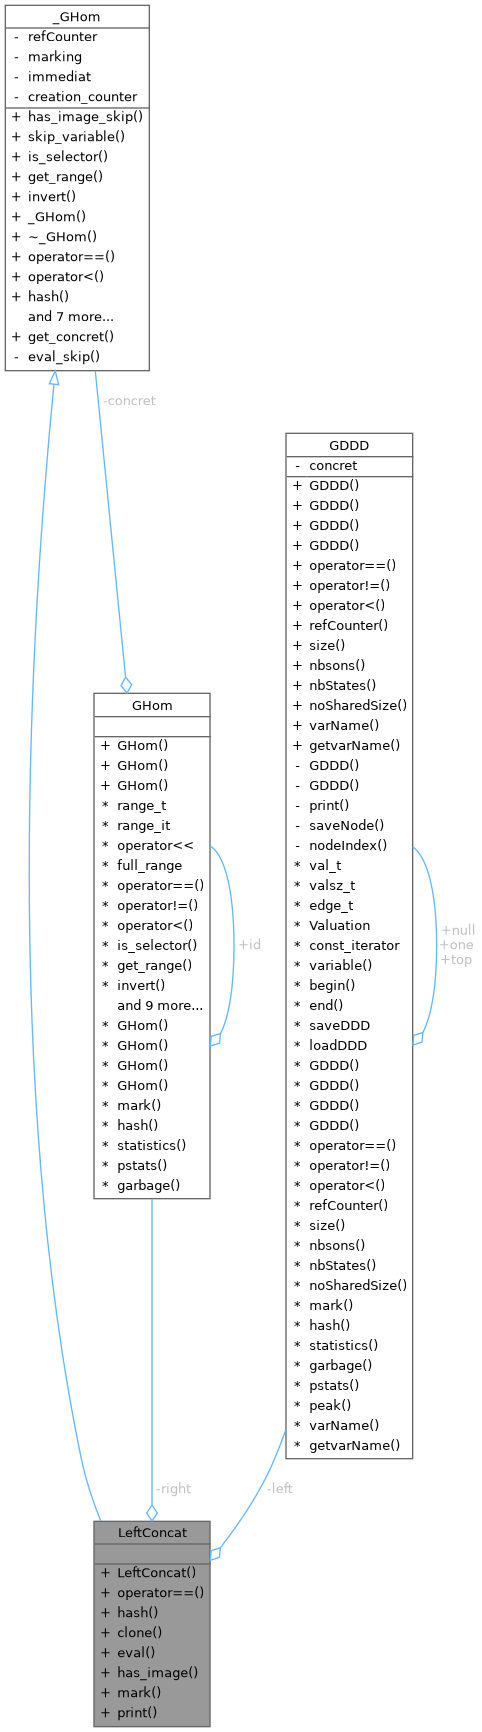 _GHom
- refCounter
- marking
- immediat
- creation_counter
+ has_image_skip()
+ skip_variable()
+ is_selector()
+ get_range()
+ invert()
+ _GHom()
+ ~_GHom()
+ operator==()
+ operator<()
+ hash()
and 7 more...
+ get_concret()
- eval_skip()
-concret
GDDD
- concret
+ GDDD()
+ GDDD()
+ GDDD()
+ GDDD()
+ operator==()
+ operator!=()
+ operator<()
+ refCounter()
+ size()
+ nbsons()
+ nbStates()
+ noSharedSize()
+ varName()
+ getvarName()
- GDDD()
- GDDD()
- print()
- saveNode()
- nodeIndex()
* val_t
* valsz_t
* edge_t
* Valuation
* const_iterator
* variable()
* begin()
* end()
* saveDDD
* loadDDD
* GDDD()
* GDDD()
* GDDD()
* GDDD()
* operator==()
* operator!=()
* operator<()
* refCounter()
* size()
* nbsons()
* nbStates()
* noSharedSize()
* mark()
* hash()
* statistics()
* garbage()
* pstats()
* peak()
* varName()
* getvarName()
+null
+one
+top
GHom
+ GHom()
+ GHom()
+ GHom()
* range_t
* range_it
* operator<<
* full_range
* operator==()
* operator!=()
* operator<()
* is_selector()
* get_range()
* invert()
and 9 more...
* GHom()
* GHom()
* GHom()
* GHom()
* mark()
* hash()
* statistics()
* pstats()
* garbage()
+id
-right
-left
LeftConcat
+ LeftConcat()
+ operator==()
+ hash()
+ clone()
+ eval()
+ has_image()
+ mark()
+ print()